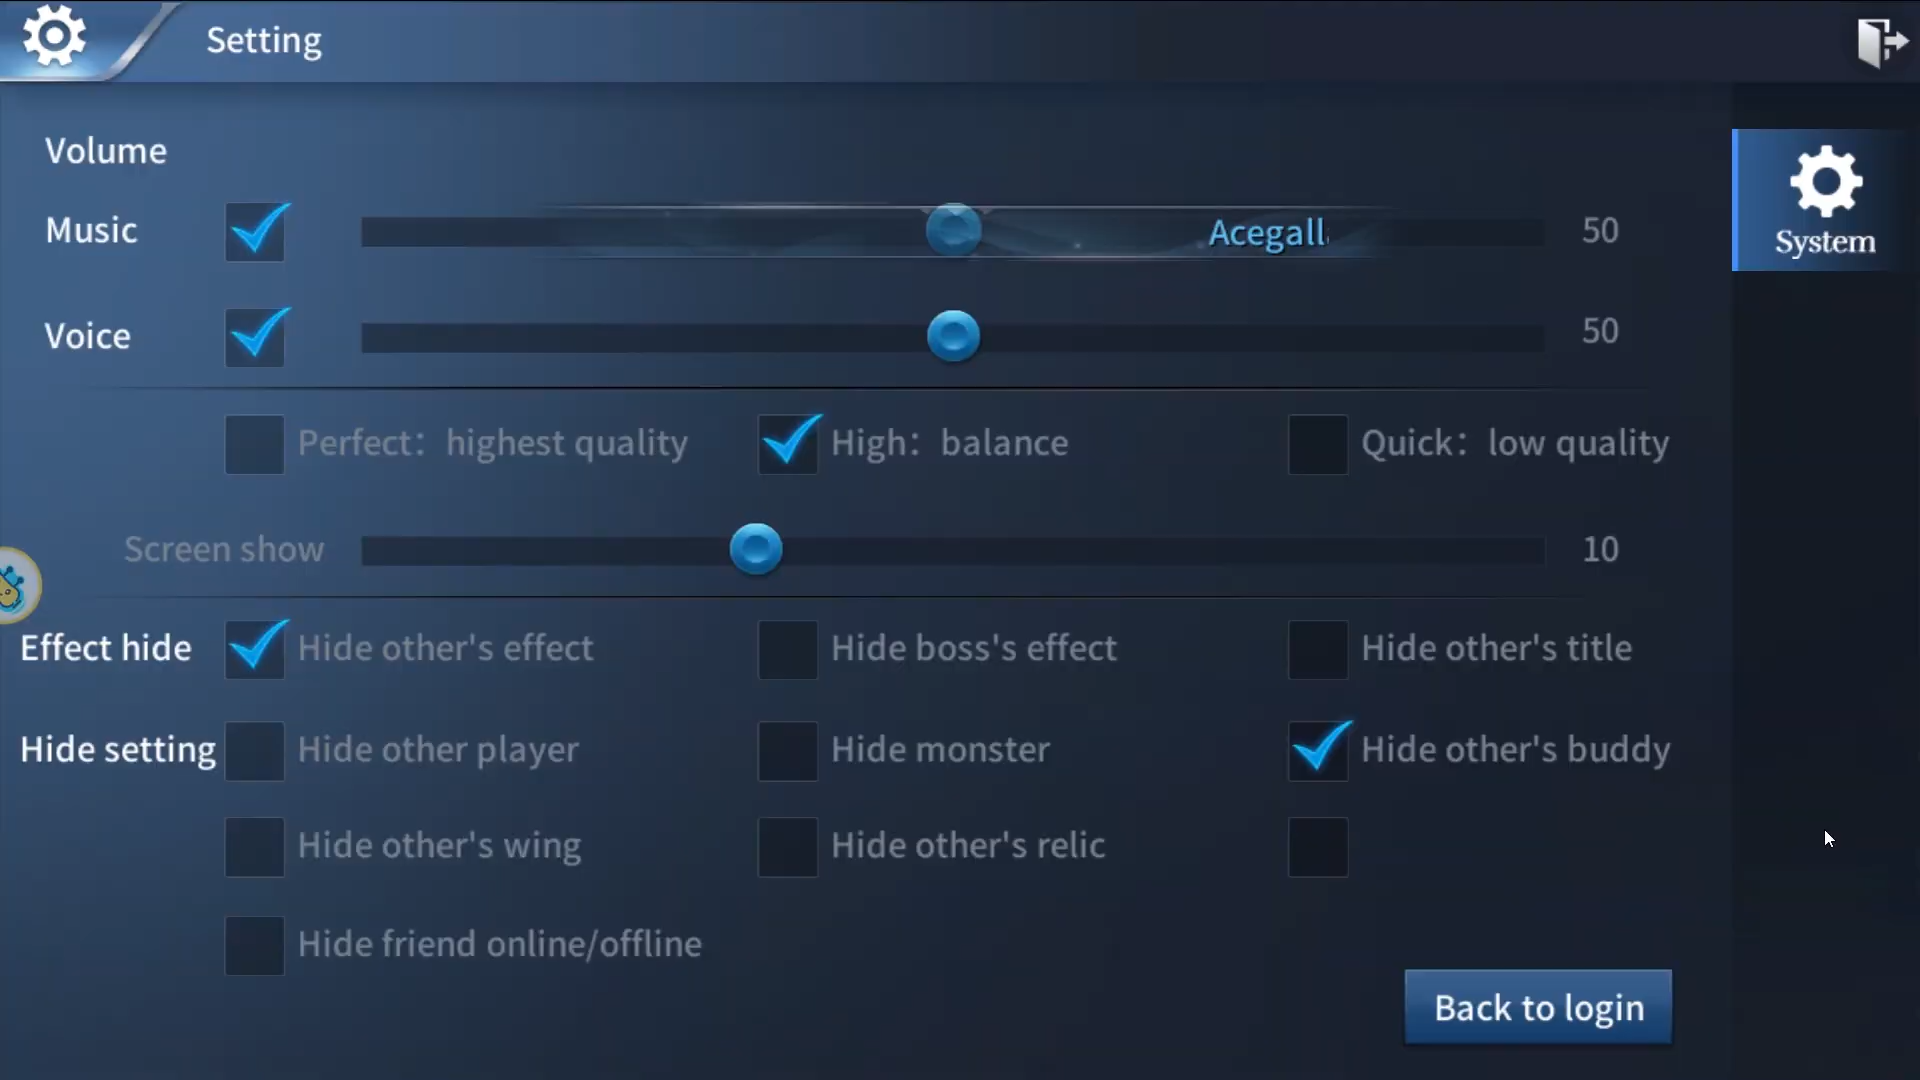 Setting
Volume
Music Acegall 50
System
Voice 50
Perfect: highest quality High: balance Quick: low quality
Screen show 10
Effect hide Hide other's effect Hide boss's effect Hide other's title
Hide setting Hide other player Hide monster Hide other's buddy
Hide other's wing Hide other's relic
Hide friend online/offline
Back to login